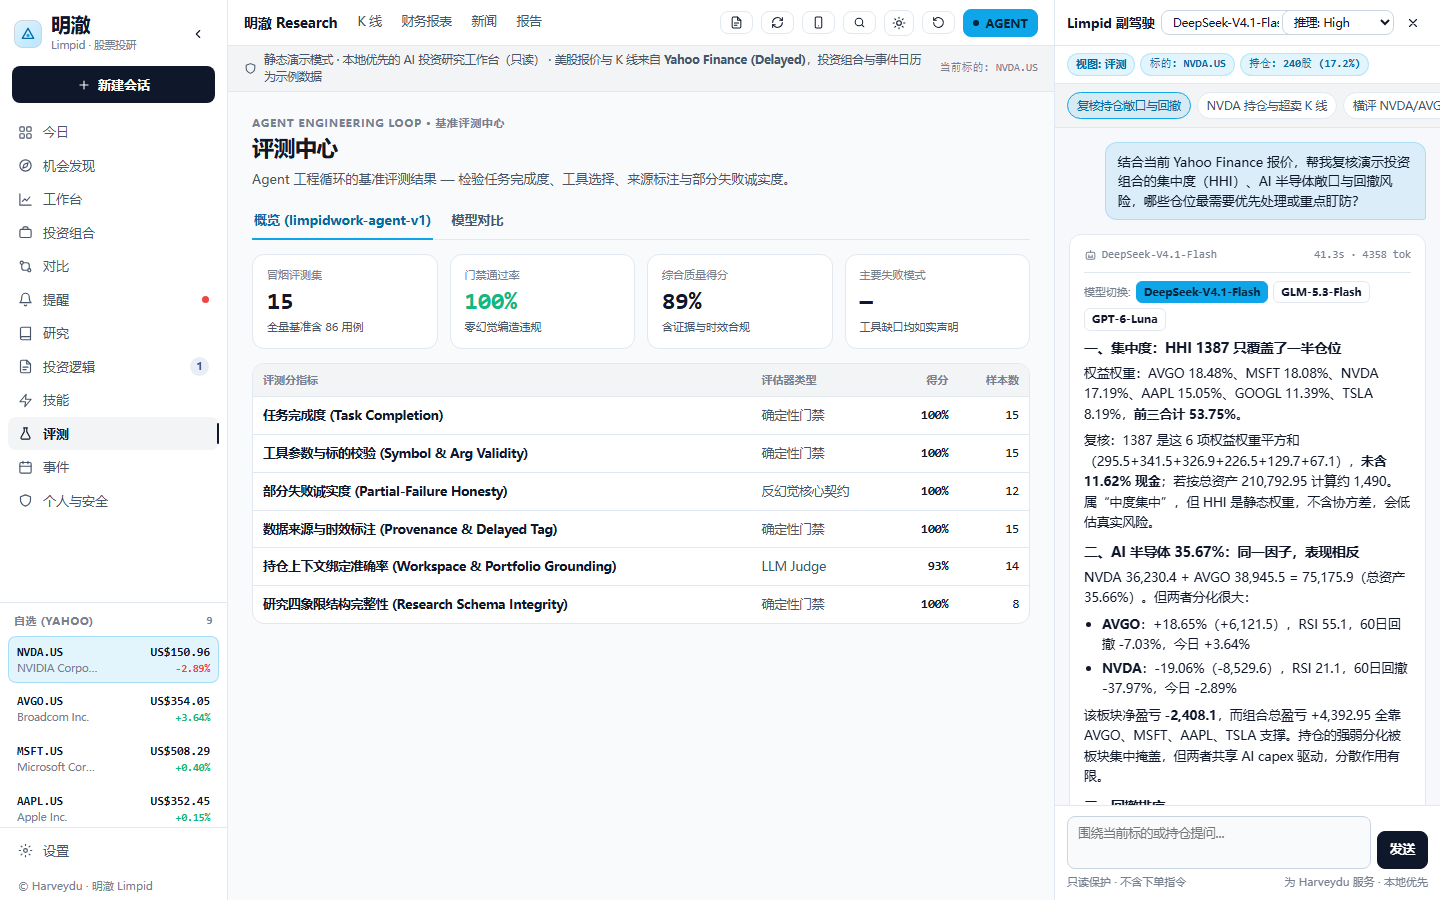 明澈
Limpid · 股票投研
新建会话
今日
机会发现
工作台
投资组合
对比
提醒
研究
投资逻辑
1
技能
评测
事件
个人与安全
自选 (YAHOO)
9
NVDA.US
US$150.96
NVIDIA Corpo...
-2.89%
AVGO.US
US$354.05
Broadcom Inc.
+3.64%
MSFT.US
US$508.29
Microsoft Cor...
+0.40%
AAPL.US
US$352.45
Apple Inc.
+0.15%
设置
© Harveydu · 明澈 Limpid
明澈 Research
K 线
财务报表
新闻
报告
AGENT
静态演示模式 · 本地优先的 AI 投资研究工作台（只读） · 美股报价与 K 线来自 Yahoo Finance (Delayed)，投资组合与事件日历
为示例数据
当前标的: NVDA.US
AGENT ENGINEERING LOOP • 基准评测中心
评测中心
Agent 工程循环的基准评测结果 — 检验任务完成度、工具选择、来源标注与部分失败诚实度。
概览 (limpidwork-agent-v1)
模型对比
冒烟评测集
15
全量基准含 86 用例
门禁通过率
100%
零幻觉编造违规
综合质量得分
89%
含证据与时效合规
主要失败模式
—
工具缺口均如实声明
评测分指标
评估器类型
得分
样本数
任务完成度 (Task Completion)
确定性门禁
100%
15
工具参数与标的校验 (Symbol & Arg Validity)
确定性门禁
100%
15
部分失败诚实度 (Partial-Failure Honesty)
反幻觉核心契约
100%
12
数据来源与时效标注 (Provenance & Delayed Tag)
确定性门禁
100%
15
持仓上下文绑定准确率 (Workspace & Portfolio Grounding)
LLM Judge
93%
14
研究四象限结构完整性 (Research Schema Integrity)
确定性门禁
100%
8
Limpid 副驾驶
DeepSeek-V4.1-Flas
推理: High
视图: 评测
标的: NVDA.US
持仓: 240股 (17.2%)
复核持仓敞口与回撤
NVDA 持仓与超卖 K 线
横评 NVDA/AVG
结合当前 Yahoo Finance 报价，帮我复核演示投资
组合的集中度（HHI）、AI 半导体敞口与回撤风
险，哪些仓位最需要优先处理或重点盯防？
DeepSeek-V4.1-Flash
41.3s · 4358 tok
模型切换:
DeepSeek-V4.1-Flash
GLM-5.3-Flash
GPT-6-Luna
一、集中度：HHI 1387 只覆盖了一半仓位
权益权重：AVGO 18.48%、MSFT 18.08%、NVDA
17.19%、AAPL 15.05%、GOOGL 11.39%、TSLA
8.19%，前三合计 53.75%。
复核：1387 是这 6 项权益权重平方和
（295.5+341.5+326.9+226.5+129.7+67.1），未含
11.62% 现金；若按总资产 210,792.95 计算约 1,490。
属“中度集中”，但 HHI 是静态权重，不含协方差，会低
估真实风险。
二、AI 半导体 35.67%：同一因子，表现相反
NVDA 36,230.4 + AVGO 38,945.5 = 75,175.9（总资产
35.66%）。但两者分化很大：
• AVGO：+18.65%（+6,121.5），RSI 55.1，60日回
撤 -7.03%，今日 +3.64%
• NVDA：-19.06%（-8,529.6），RSI 21.1，60日回撤
-37.97%，今日 -2.89%
该板块净盈亏 -2,408.1，而组合总盈亏 +4,392.95 全靠
AVGO、MSFT、AAPL、TSLA 支撑。持仓的强弱分化被
板块集中掩盖，但两者共享 AI capex 驱动，分散作用有
限。
围绕当前标的或持仓提问...
发送
只读保护 · 不含下单指令
为 Harveydu 服务 · 本地优先